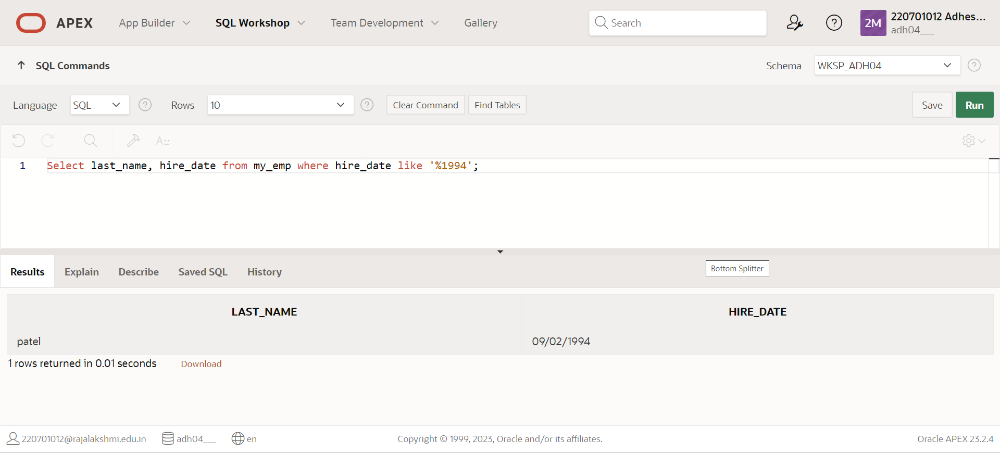 APEX App Builder SQL Workshop Team Development Gallery Search 2M 220701012 Adhes...
adh04___
SQL Commands Schema WKSP_ADH04
Language SQL Rows 10 Clear Command Find Tables Save Run
A::
1 Select last_name, hire_date from my_emp where hire_date like '%1994';
Results Explain Describe Saved SQL History Bottom Splitter
LAST_NAME HIRE_DATE
patel 09/02/1994
1 rows returned in 0.01 seconds Download
220701012@rajalakshmi.edu.in adh04___ en Copyright © 1999, 2023, Oracle and/or its affiliates. Oracle APEX 23.2.4